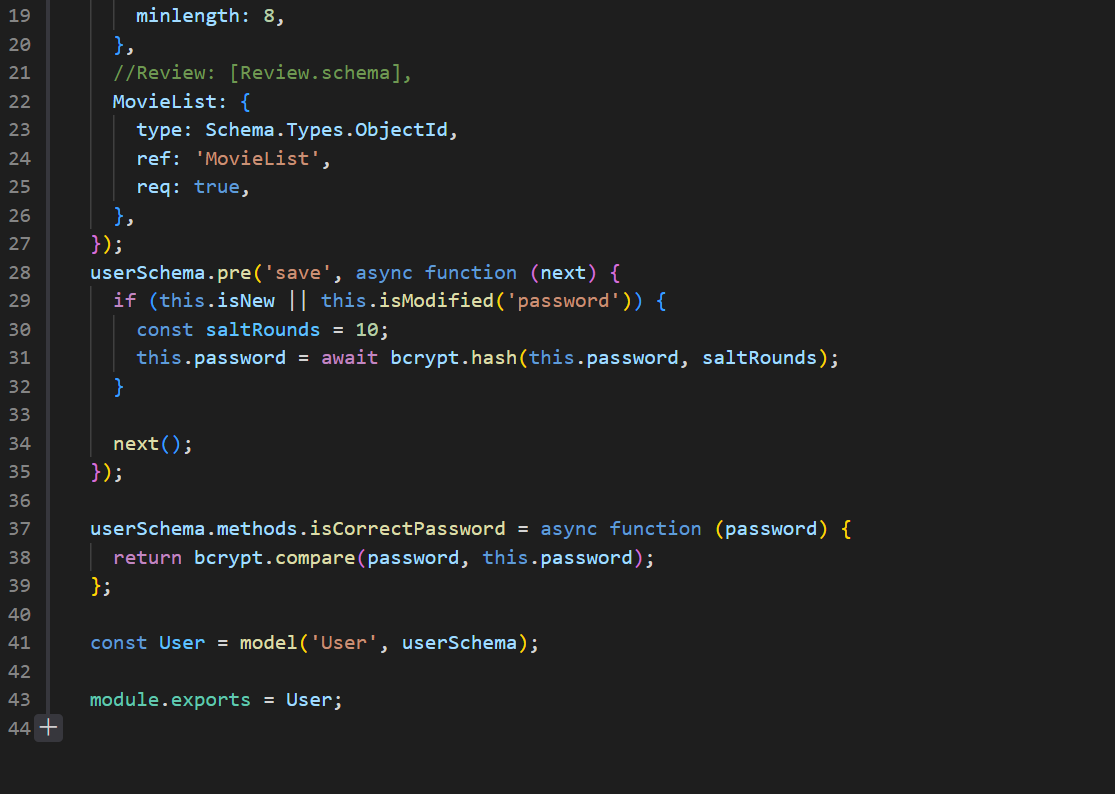 19 minlength: 8,
20 },
21 //Review: [Review.schema],
22 MovieList: {
23 type: Schema.Types.ObjectId,
24 ref: 'MovieList',
25 req: true,
26 },
27 });
28 userSchema.pre('save', async function (next) {
29 if (this.isNew || this.isModified('password')) {
30 const saltRounds = 10;
31 this.password = await bcrypt.hash(this.password, saltRounds);
32 }
33
34 next();
35 });
36
37 userSchema.methods.isCorrectPassword = async function (password) {
38 return bcrypt.compare(password, this.password);
39 };
40
41 const User = model('User', userSchema);
42
43 module.exports = User;
44 +